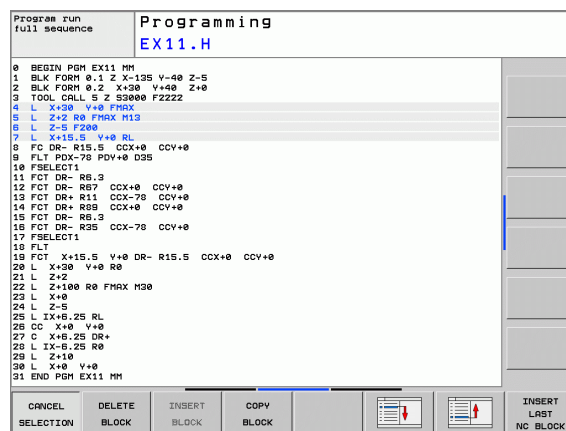 Program run
full sequence
Programming
EX11.H
0 BEGIN PGM EX11 MM
1 BLK FORM 0.1 Z X-135 Y-40 Z-5
2 BLK FORM 0.2 X+30 Y+40 Z+0
3 TOOL CALL 5 Z S3000 F2222
4 L X+30 Y+0 FMAX
5 L Z+2 R0 FMAX M13
6 L Z-5 F200
7 L X+15.5 Y+0 RL
8 FC DR- R15.5 CCX+0 CCY+0
9 FLT PDX-78 PDY+0 D35
10 FSELECT1
11 FCT DR- R6.3
12 FCT DR- R67 CCX+0 CCY+0
13 FCT DR+ R11 CCX-78 CCY+0
14 FCT DR+ R89 CCX+0 CCY+0
15 FCT DR- R6.3
16 FCT DR- R35 CCX-78 CCY+0
17 FSELECT1
18 FLT
19 FCT X+15.5 Y+0 DR- R15.5 CCX+0 CCY+0
20 L X+30 Y+0 R0
21 L Z+2
22 L Z+100 R0 FMAX M30
23 L X+0
24 L Z-5
25 L IX+6.25 RL
26 CC X+0 Y+0
27 C X+6.25 DR+
28 L IX-6.25 R0
29 L Z+10
30 L X+0 Y+0
31 END PGM EX11 MM
CANCEL
SELECTION
DELETE
BLOCK
INSERT
BLOCK
COPY
BLOCK
INSERT
LAST
NC BLOCK